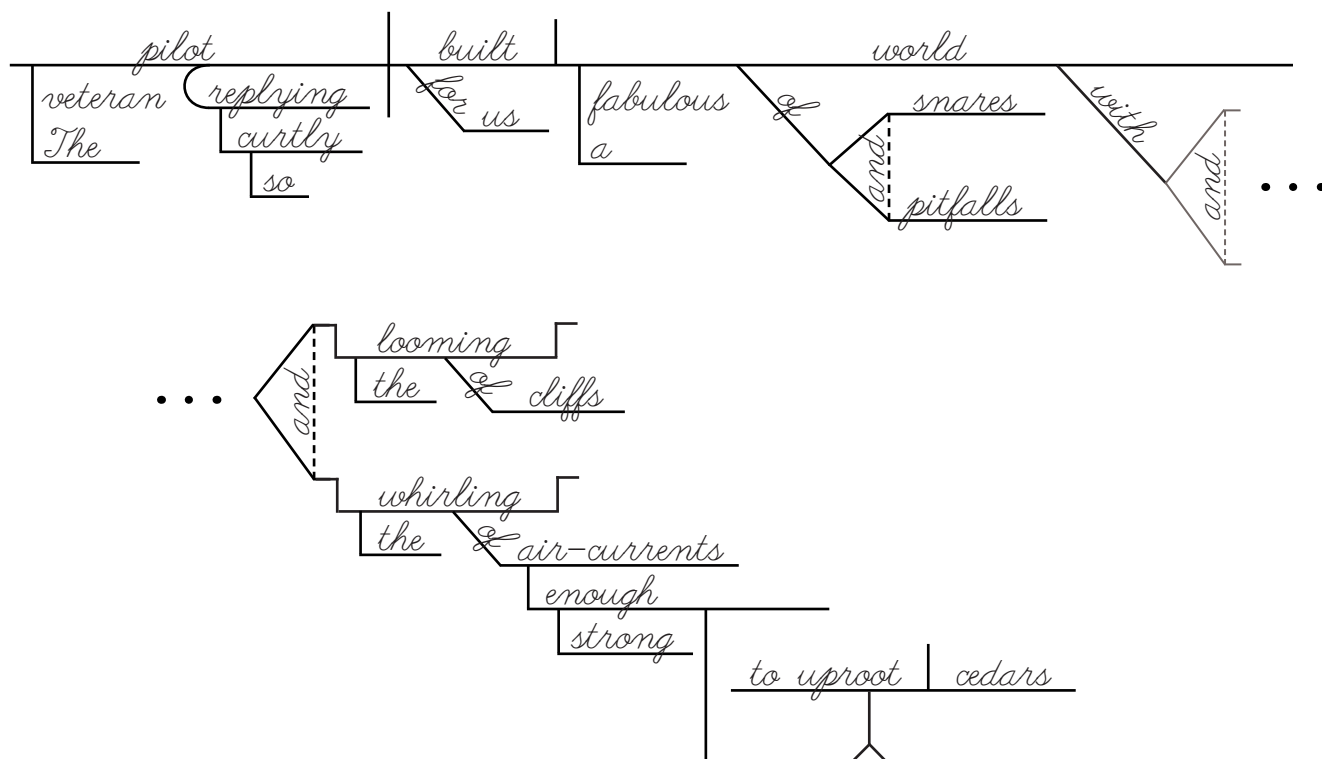 pilot built world
veteran replying for us fabulous of snares with
The curtly a and and
so pitfalls
looming
and the of cliffs
whirling
the of air-currents
enough
strong
to uproot cedars